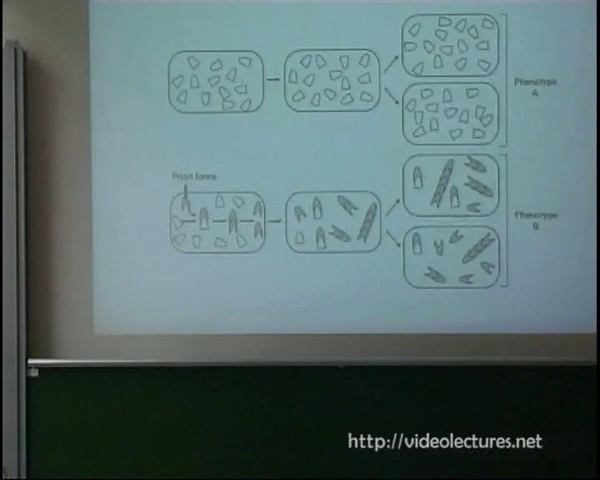 Phenotype
A
Prion forms
Phenotype
B
http://videolectures.net